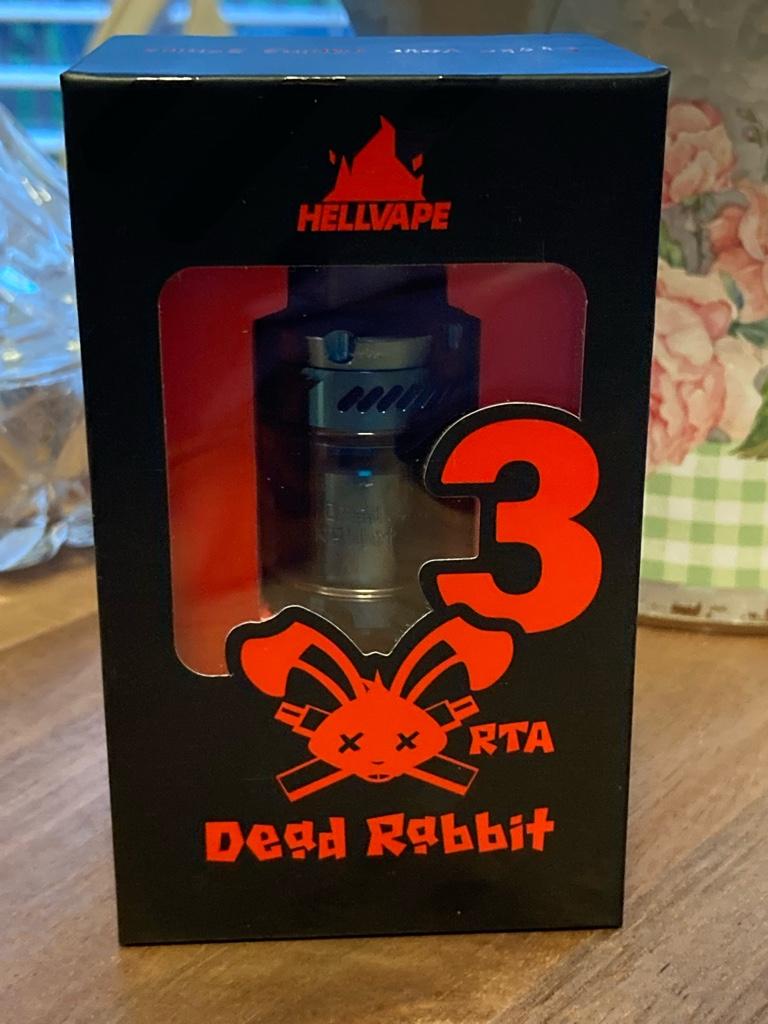 HELLVAPE
3
RTA
Dead Rabbit